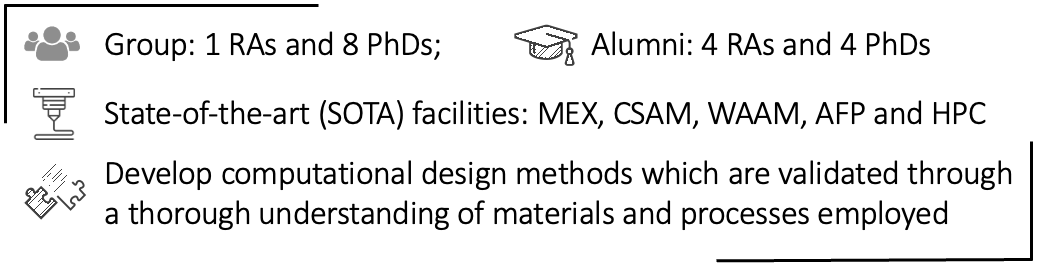 Group: 1 RAs and 8 PhDs; Alumni: 4 RAs and 4 PhDs
State-of-the-art (SOTA) facilities: MEX, CSAM, WAAM, AFP and HPC
Develop computational design methods which are validated through
a thorough understanding of materials and processes employed